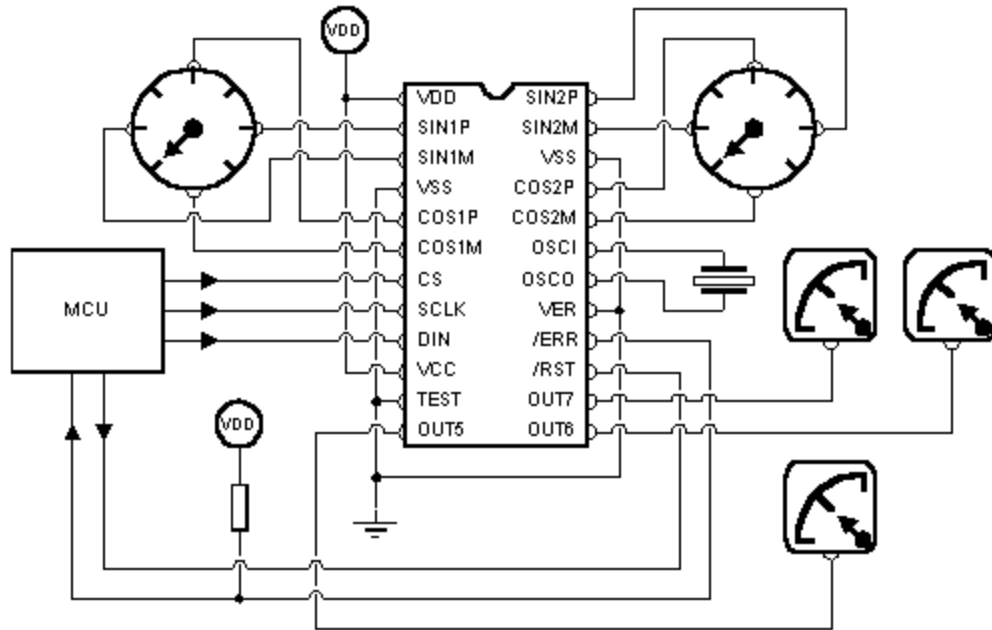 VDD
VDD
SIN1P
SIN1M
VSS
COS1P
COS1M
CS
SCLK
DIN
VCC
TEST
OUT5
SIN2P
SIN2M
VSS
COS2P
COS2M
OSCI
OSCO
VER
/ERR
/RST
OUT7
OUT6
MCU
VDD